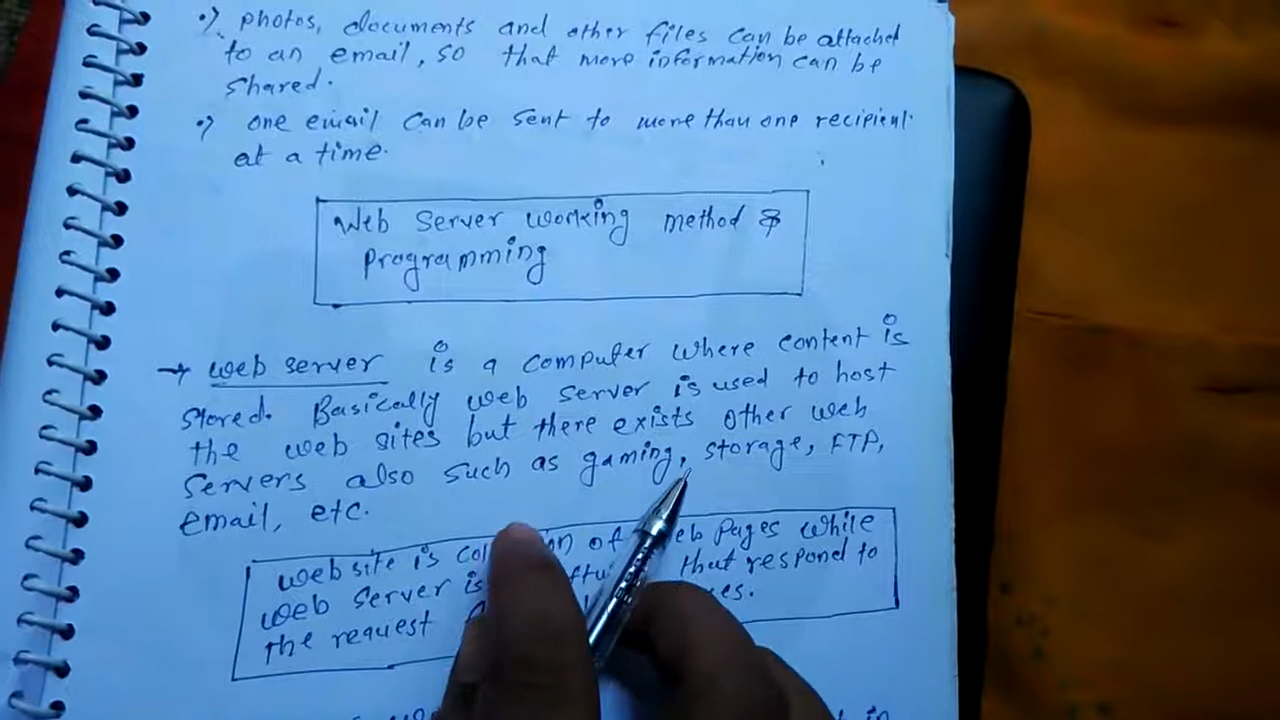 photos, documents and other files can be attached
to an email, so that more information can be
shared.
one email can be sent to more than one recipient.
at a time.
Web server working method &
programming
→ web server is a computer where content is
stored. Basically web server is used to host
the web sites but there exists other web
servers also such as gaming, storage, FTP,
email, etc.
website is of web pages while
web server is that respond to
the request